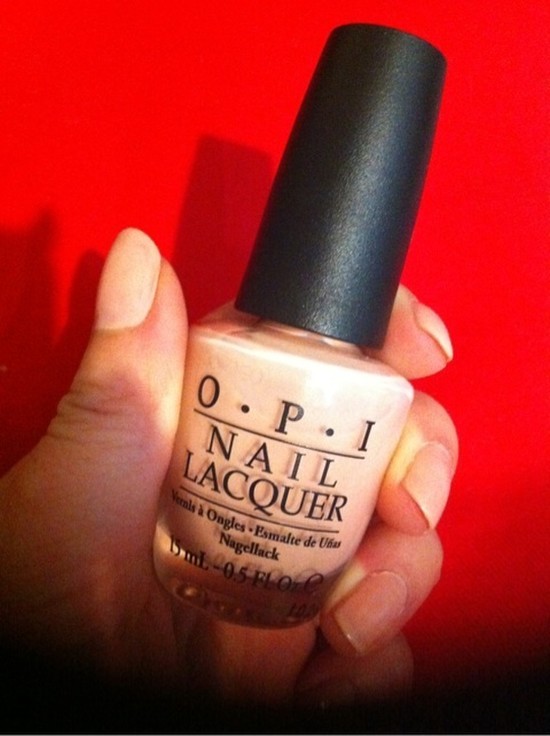 O·P·I
NAIL
LACQUER
Vernis à Ongles · Esmalte de Uñas
Nagellack
15 mL - 0.5 Fl Oz ℮